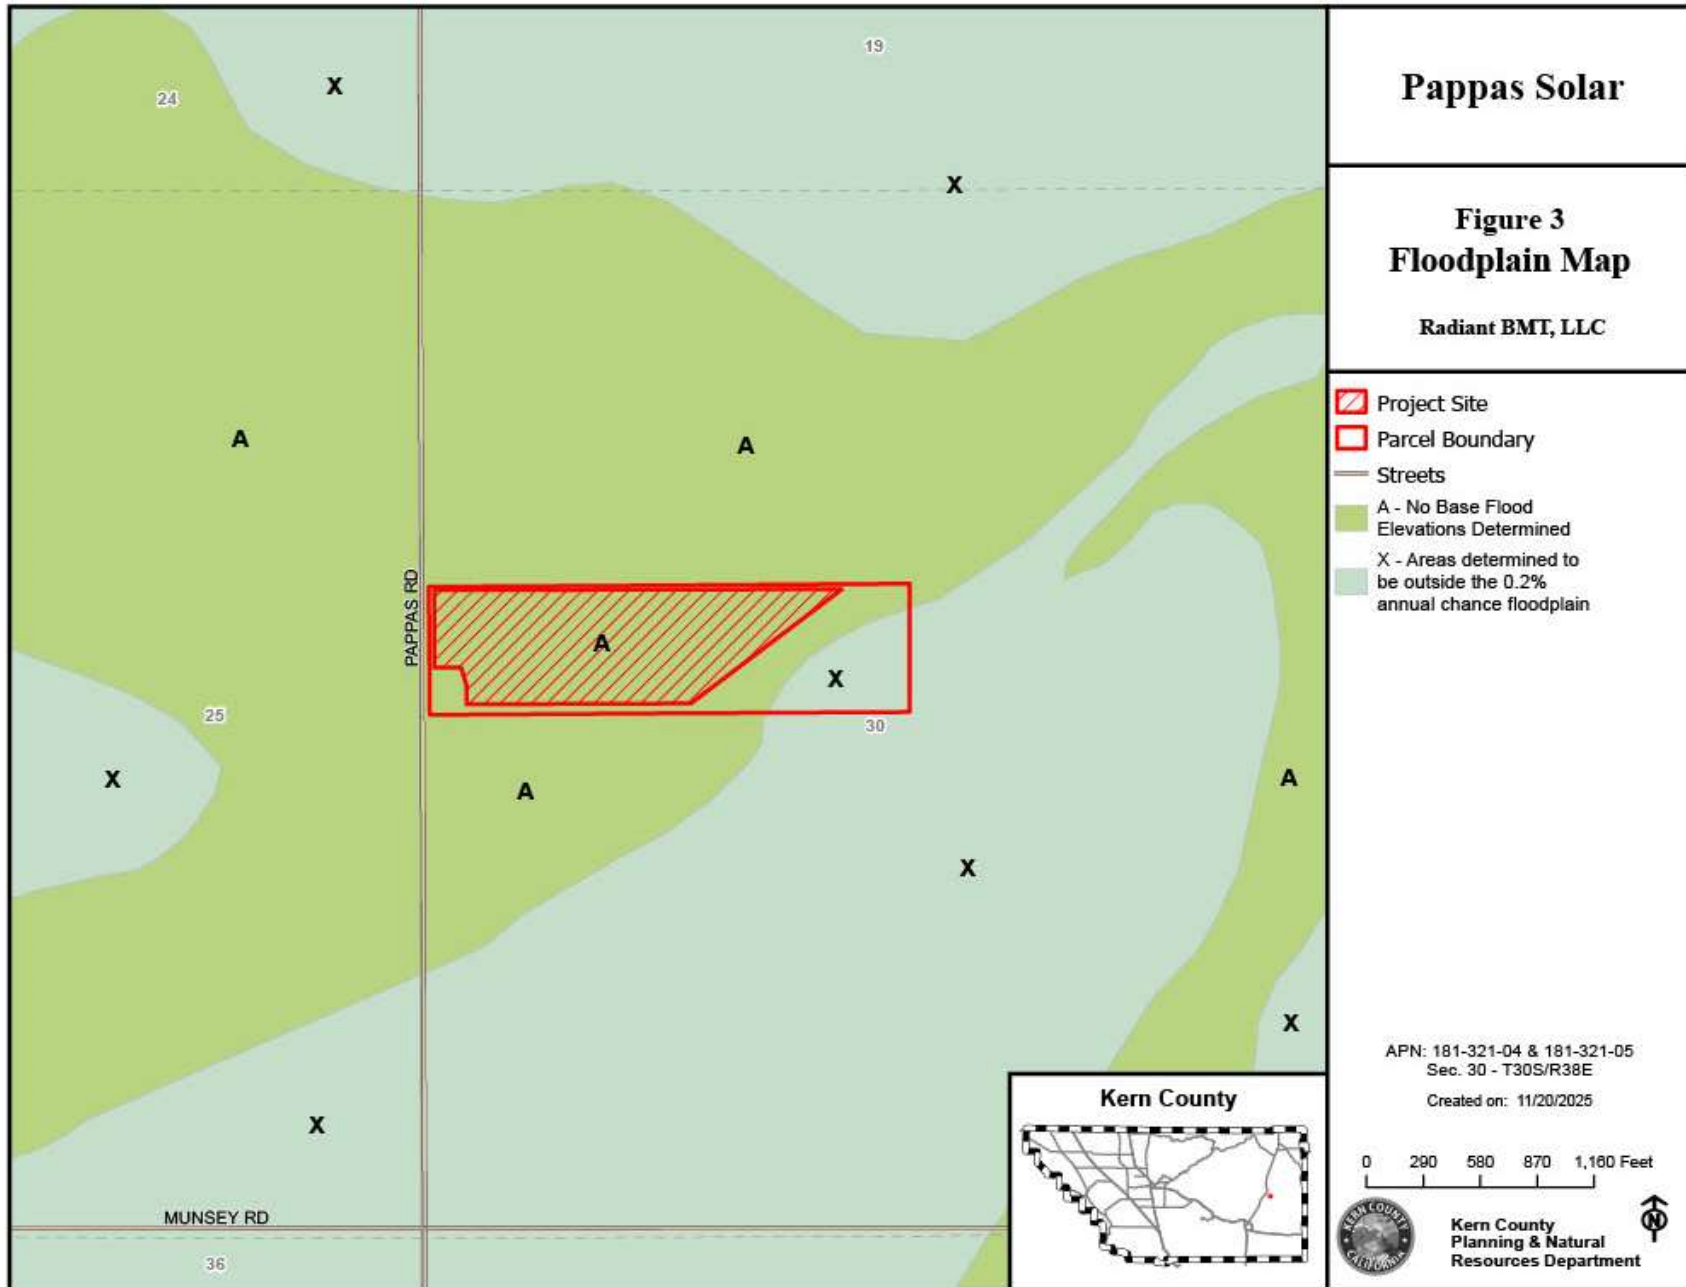 19
24
X
X
A
A
PAPPAS RD
A
X
25
30
X
A
A
X
X
X
MUNSEY RD
36
Kern County
Pappas Solar
Figure 3
Floodplain Map
Radiant BMT, LLC
Project Site
Parcel Boundary
Streets
A - No Base Flood
Elevations Determined
X - Areas determined to
be outside the 0.2%
annual chance floodplain
APN: 181-321-04 & 181-321-05
Sec. 30 - T30S/R38E
Created on: 11/20/2025
0 290 580 870 1,160 Feet
KERN COUNTY
CALIFORNIA
N
Kern County
Planning & Natural
Resources Department